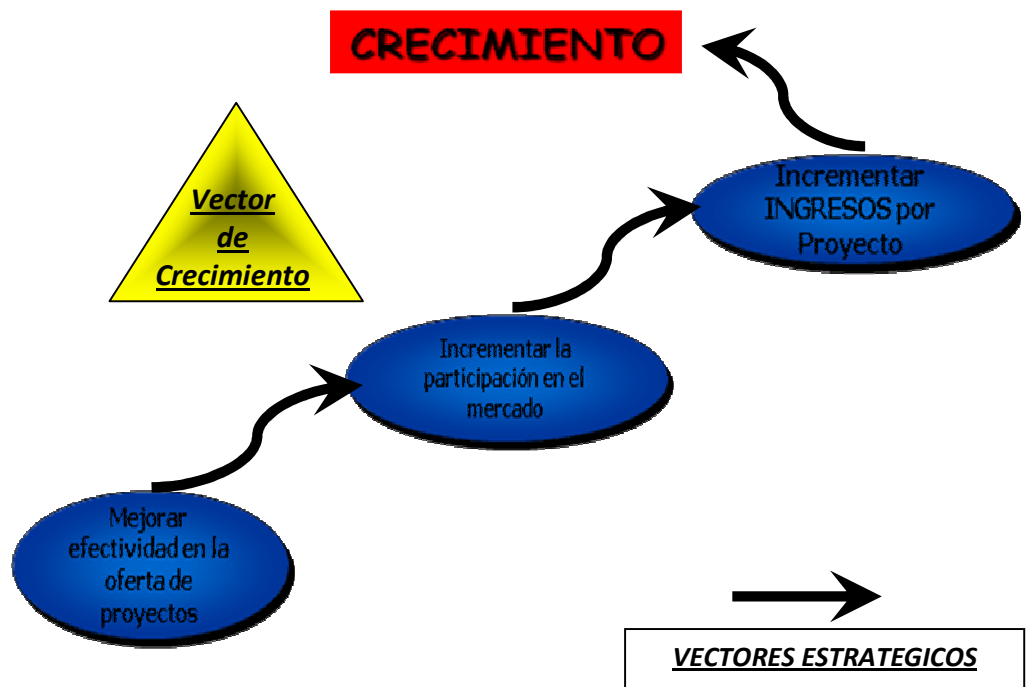 CRECIMIENTO
Vector
de
Crecimiento
Incrementar
INGRESOS por
Proyecto
Incrementar la
participación en el
mercado
Mejorar
efectividad en la
oferta de
proyectos
VECTORES ESTRATEGICOS